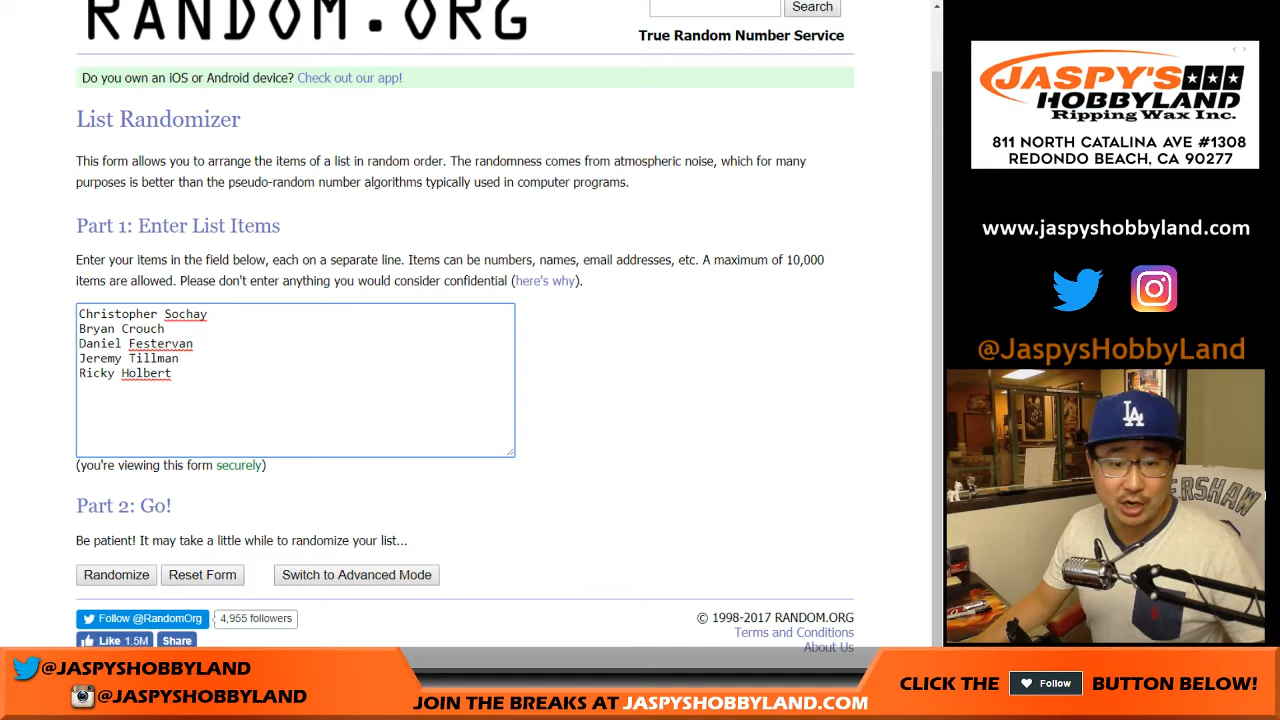 RANDOM.ORG
Search
True Random Number Service
Do you own an iOS or Android device? Check out our app!
List Randomizer
This form allows you to arrange the items of a list in random order. The randomness comes from atmospheric noise, which for many
purposes is better than the pseudo-random number algorithms typically used in computer programs.
Part 1: Enter List Items
Enter your items in the field below, each on a separate line. Items can be numbers, names, email addresses, etc. A maximum of 10,000
items are allowed. Please don't enter anything you would consider confidential (here's why).
Christopher Sochay
Bryan Crouch
Daniel Festervan
Jeremy Tillman
Ricky Holbert
(you're viewing this form securely)
Part 2: Go!
Be patient! It may take a little while to randomize your list...
Randomize
Reset Form
Switch to Advanced Mode
Follow @RandomOrg
4,955 followers
Like 1.5M
Share
© 1998-2017 RANDOM.ORG
Terms and Conditions
About Us
JASPY'S
HOBBYLAND
Ripping Wax Inc.
811 NORTH CATALINA AVE #1308
REDONDO BEACH, CA 90277
www.jaspyshobbyland.com
@JaspysHobbyLand
LA
ERSHAW
@JASPYSHOBBYLAND
@JASPYSHOBBYLAND
JOIN THE BREAKS AT JASPYSHOBBYLAND.COM
CLICK THE
Follow
BUTTON BELOW!